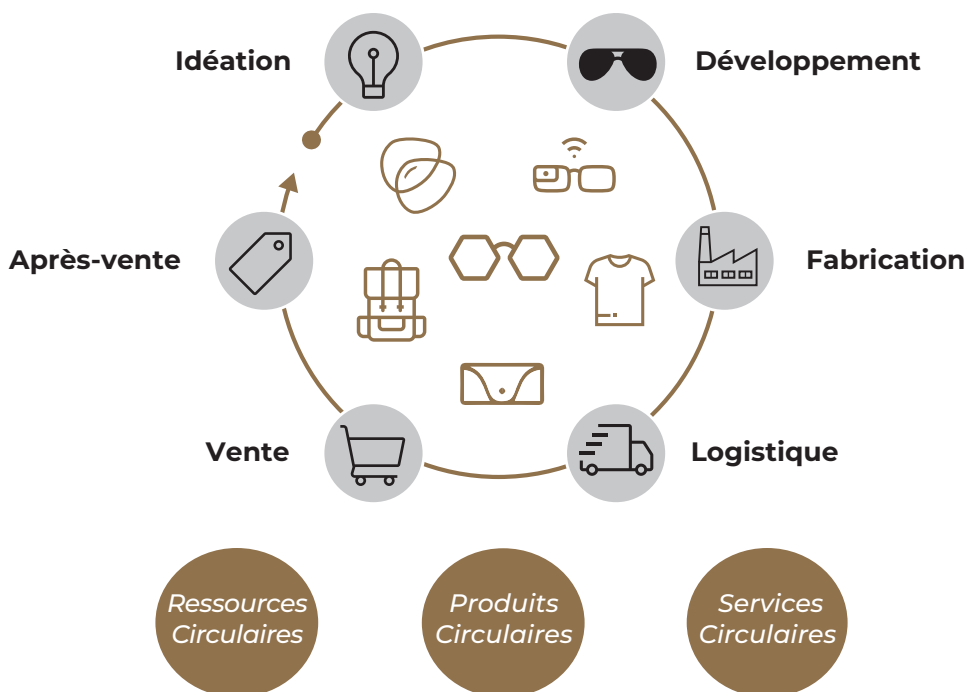 Idéation
Développement
Après-vente
Fabrication
Vente
Logistique
Ressources
Circulaires
Produits
Circulaires
Services
Circulaires